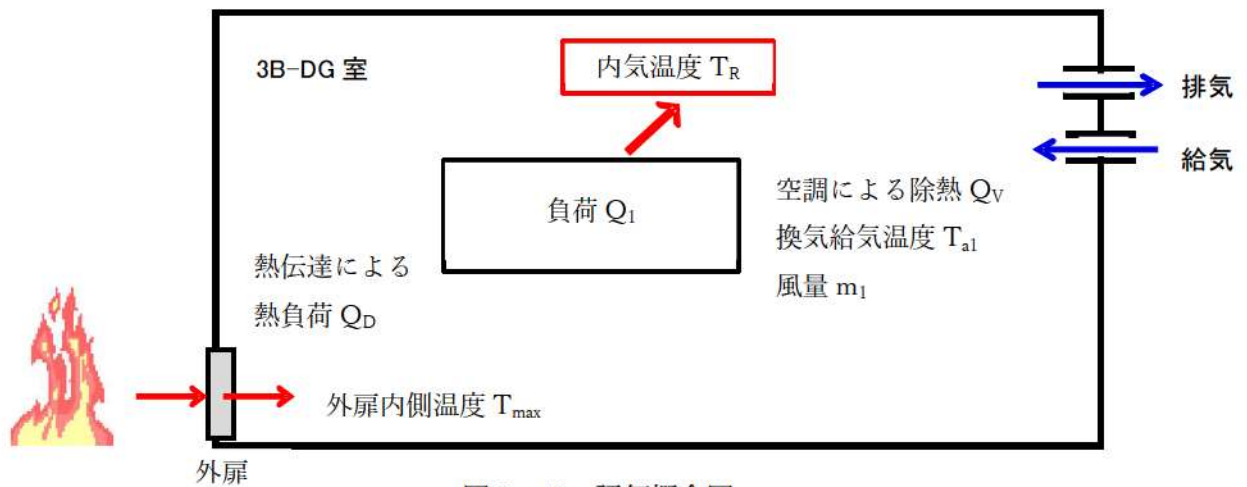 3B-DG 室
内気温度 TR
排気
給気
負荷 Q1
空調による除熱 QV
換気給気温度 Ta1
風量 m1
熱伝達による
熱負荷 QD
外扉内側温度 Tmax
外扉